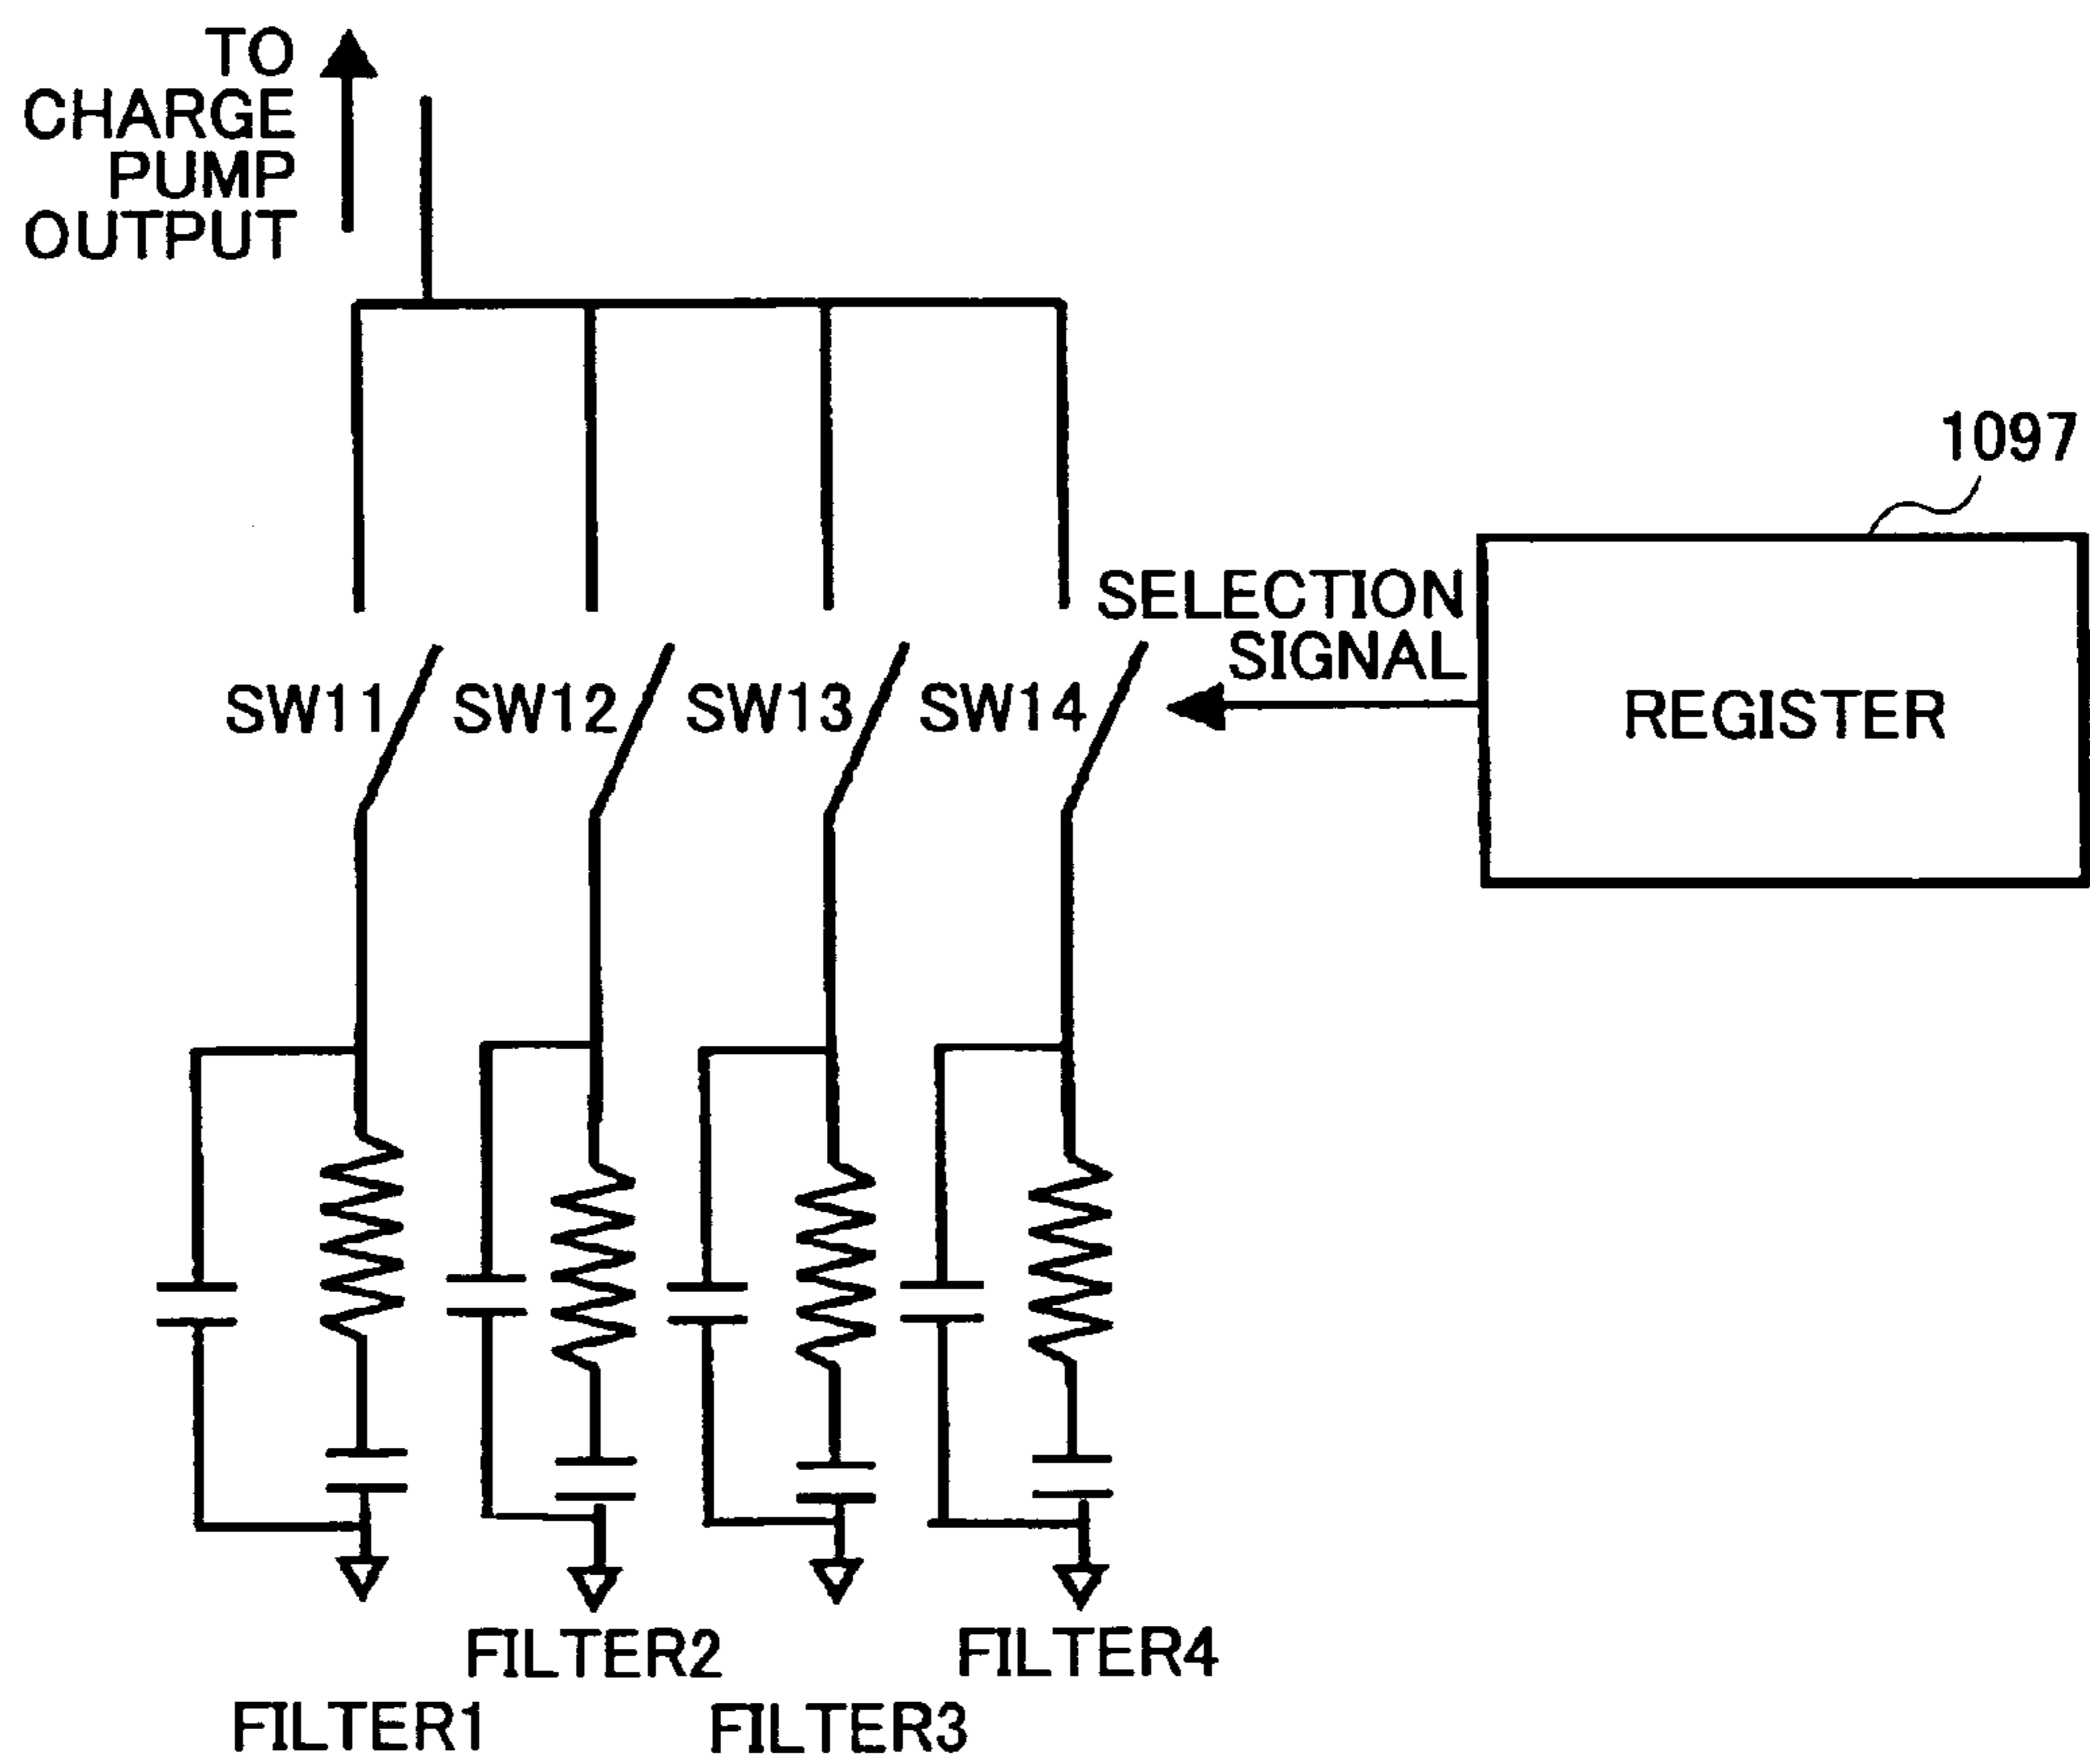 TO
CHARGE
PUMP
OUTPUT
1097
SELECTION
SIGNAL
REGISTER
SW11
SW12
SW13
SW14
FILTER2
FILTER4
FILTER1
FILTER3